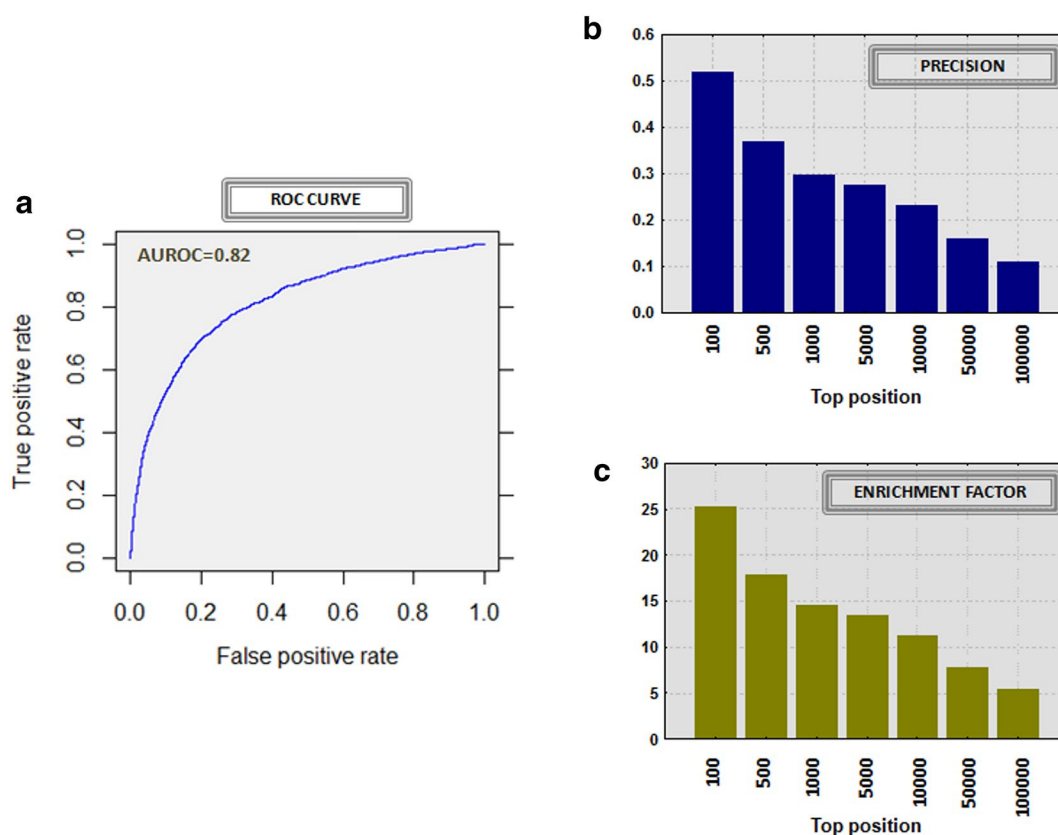 a
ROC CURVE
AUROC=0.82
True positive rate
0.0 0.2 0.4 0.6 0.8 1.0
0.0 0.2 0.4 0.6 0.8 1.0
False positive rate
b
PRECISION
0.6
0.5
0.4
0.3
0.2
0.1
0.0
100 500 1000 5000 10000 50000 100000
Top position
c
ENRICHMENT FACTOR
30
25
20
15
10
5
0
100 500 1000 5000 10000 50000 100000
Top position